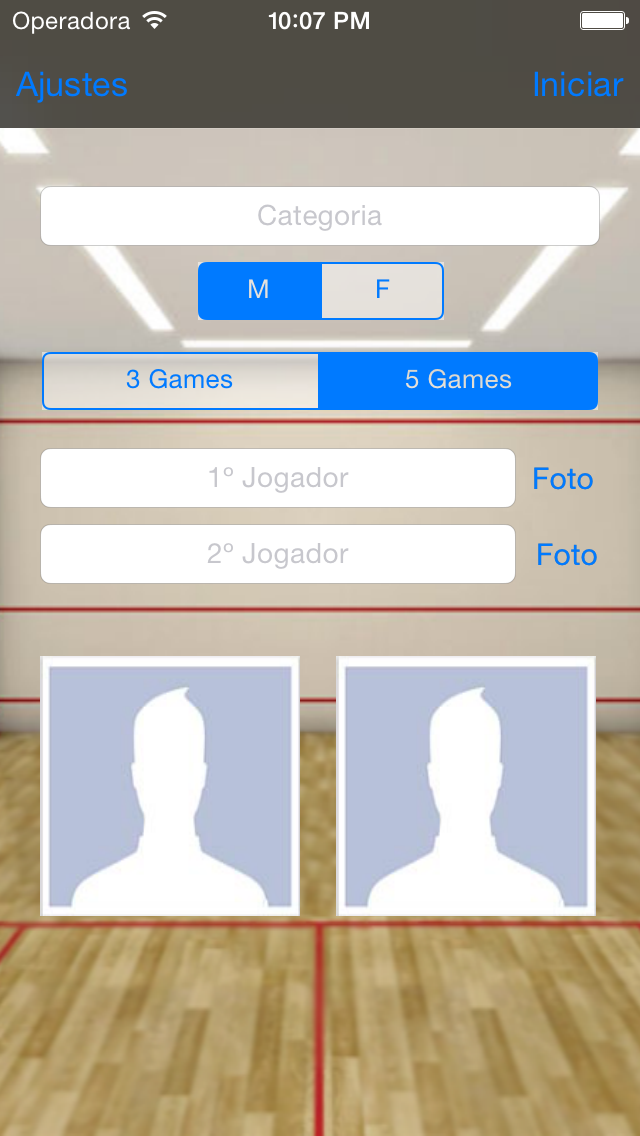 Operadora 10:07 PM
Ajustes Iniciar
Categoria
M F
3 Games 5 Games
1º Jogador Foto
2º Jogador Foto